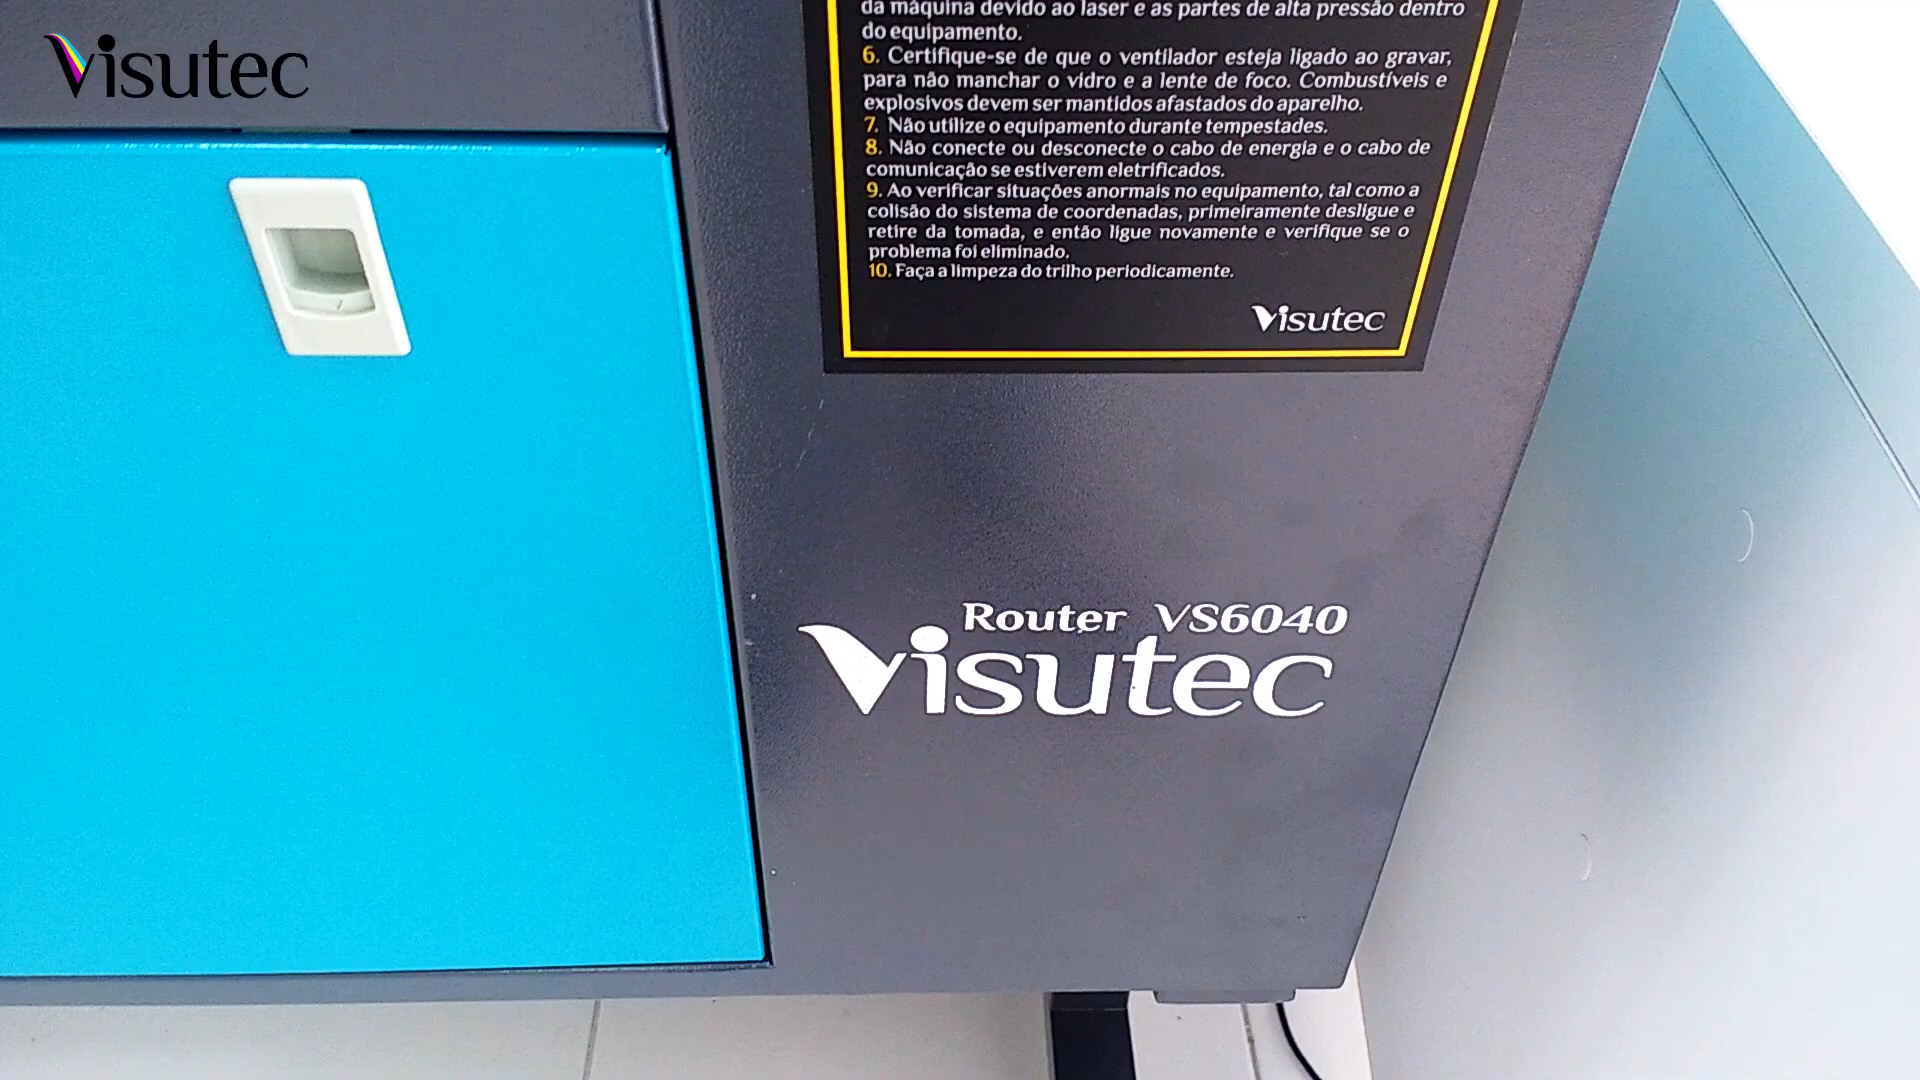 Visutec
da máquina devido ao laser e as partes de alta pressão dentro
do equipamento.
6. Certifique-se de que o ventilador esteja ligado ao gravar,
para não manchar o vidro e a lente de foco. Combustíveis e
explosivos devem ser mantidos afastados do aparelho.
7. Não utilize o equipamento durante tempestades.
8. Não conecte ou desconecte o cabo de energia e o cabo de
comunicação se estiverem eletrificados.
9. Ao verificar situações anormais no equipamento, tal como a
colisão do sistema de coordenadas, primeiramente desligue e
retire da tomada, e então ligue novamente e verifique se o
problema foi eliminado.
10. Faça a limpeza do trilho periodicamente.
Visutec
Router VS6040
Visutec